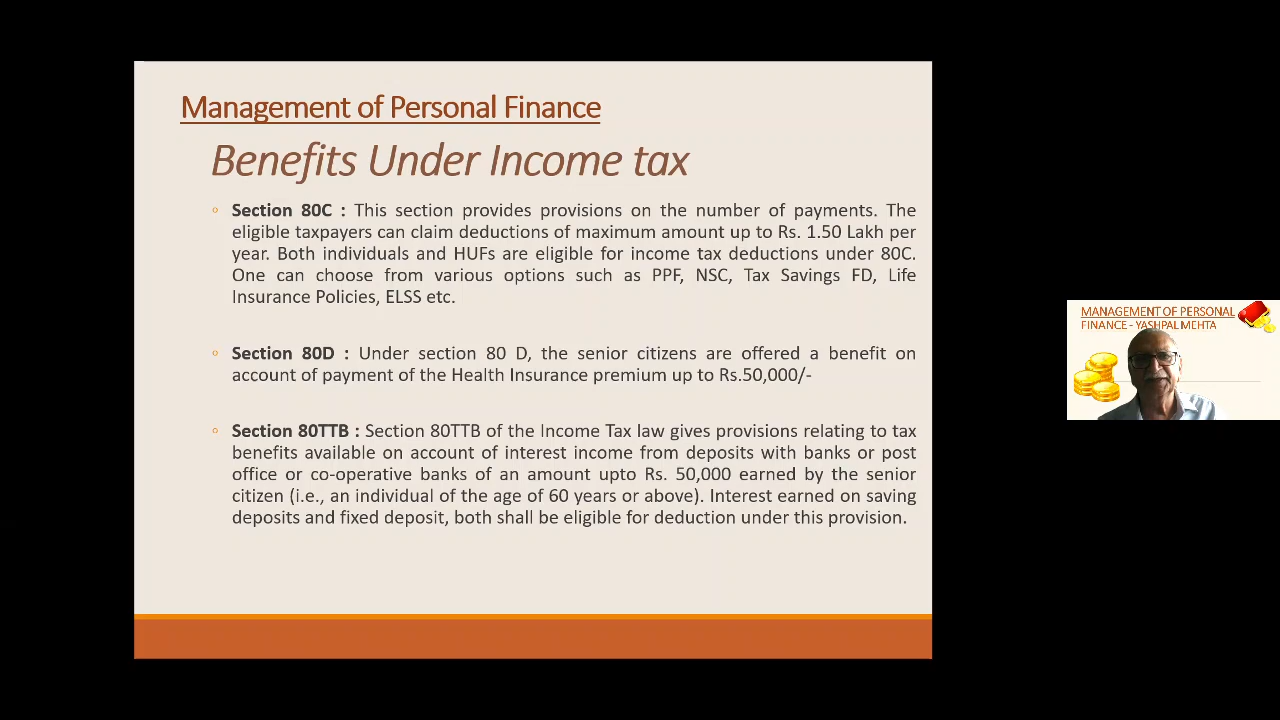 Management of Personal Finance
Benefits Under Income tax
◦ Section 80C : This section provides provisions on the number of payments. The
eligible taxpayers can claim deductions of maximum amount up to Rs. 1.50 Lakh per
year. Both individuals and HUFs are eligible for income tax deductions under 80C.
One can choose from various options such as PPF, NSC, Tax Savings FD, Life
Insurance Policies, ELSS etc.
◦ Section 80D : Under section 80 D, the senior citizens are offered a benefit on
account of payment of the Health Insurance premium up to Rs.50,000/-
◦ Section 80TTB : Section 80TTB of the Income Tax law gives provisions relating to tax
benefits available on account of interest income from deposits with banks or post
office or co-operative banks of an amount upto Rs. 50,000 earned by the senior
citizen (i.e., an individual of the age of 60 years or above). Interest earned on saving
deposits and fixed deposit, both shall be eligible for deduction under this provision.
MANAGEMENT OF PERSONAL
FINANCE - YASHPAL MEHTA